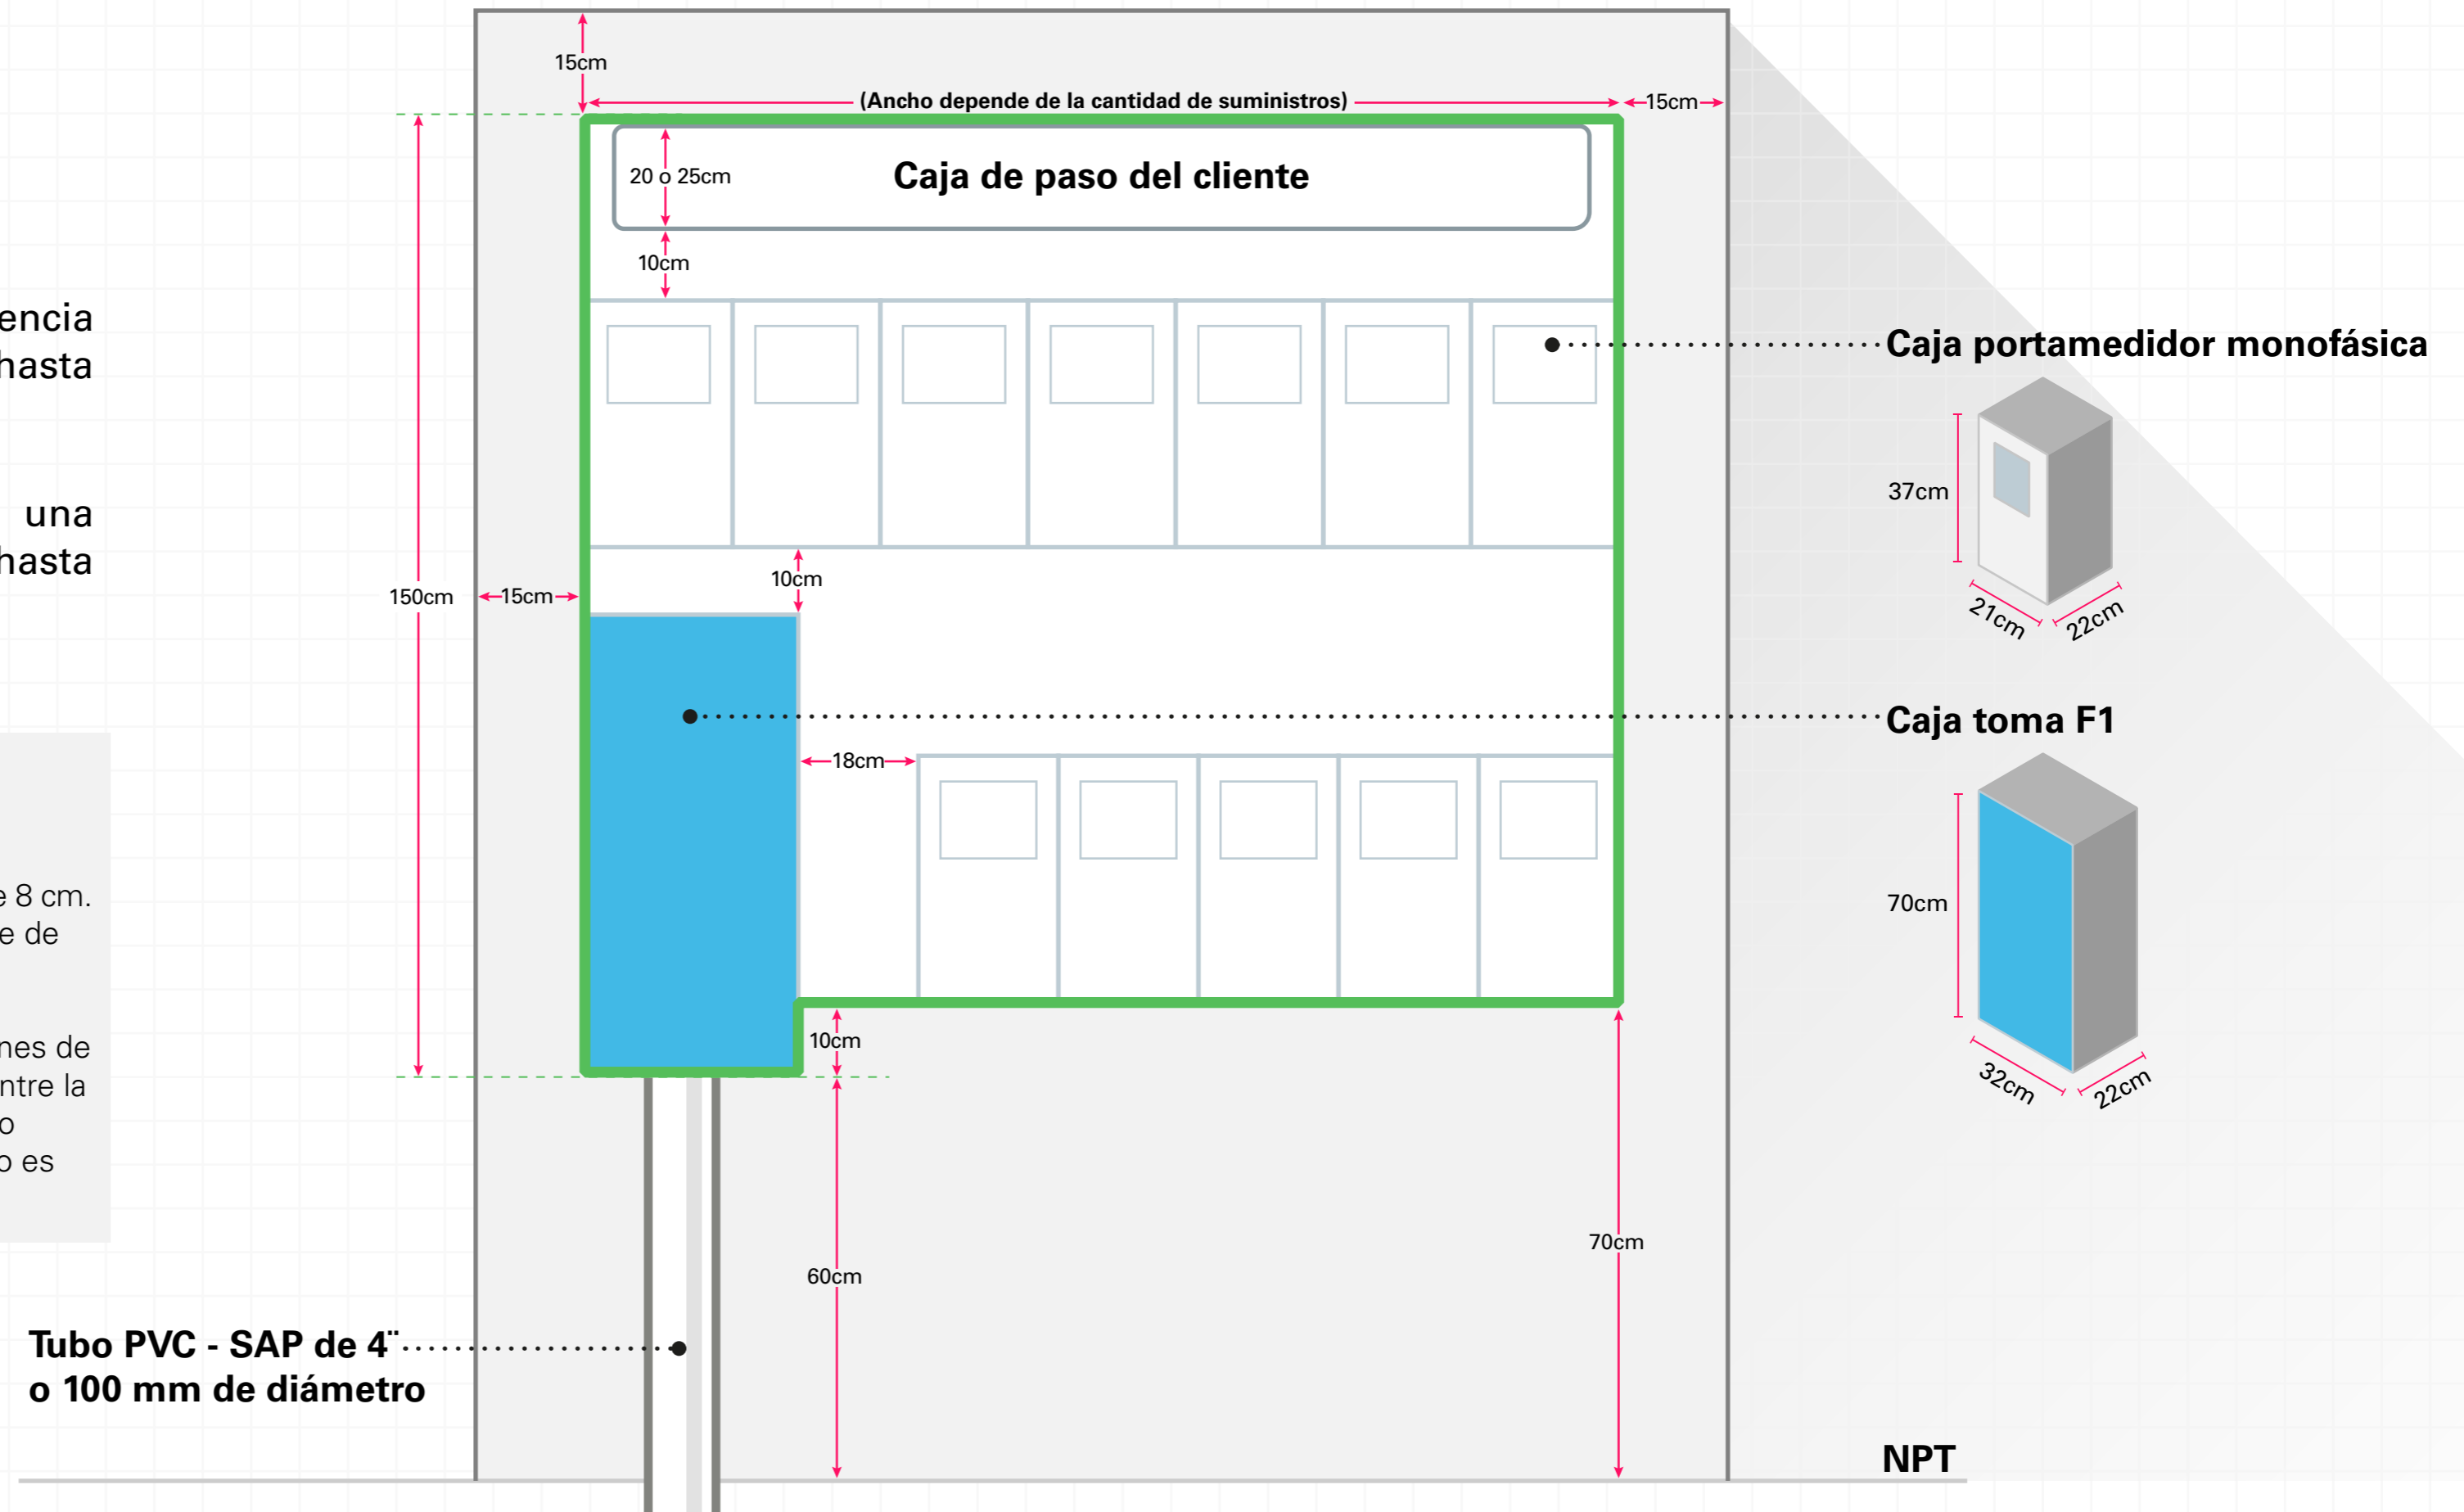 encia
hasta
una
hasta
e 8 cm.
e de
nes de
ntre la
o
o es
15cm
(Ancho depende de la cantidad de suministros)
15cm
20 o 25cm
Caja de paso del cliente
10cm
Caja portamedidor monofásica
37cm
21cm
22cm
10cm
150cm
15cm
Caja toma F1
18cm
70cm
32cm
22cm
10cm
60cm
70cm
Tubo PVC - SAP de 4¨
o 100 mm de diámetro
NPT